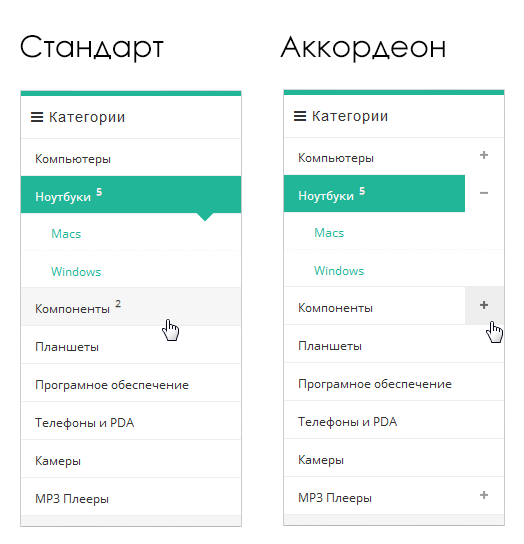 Стандарт
Категории
Компьютеры
Ноутбуки 5
Macs
Windows
Компоненты 2
Планшеты
Програмное обеспечение
Телефоны и PDA
Камеры
MP3 Плееры
Аккордеон
Категории
Компьютеры +
Ноутбуки 5 −
Macs
Windows
Компоненты +
Планшеты
Програмное обеспечение
Телефоны и PDA
Камеры
MP3 Плееры +